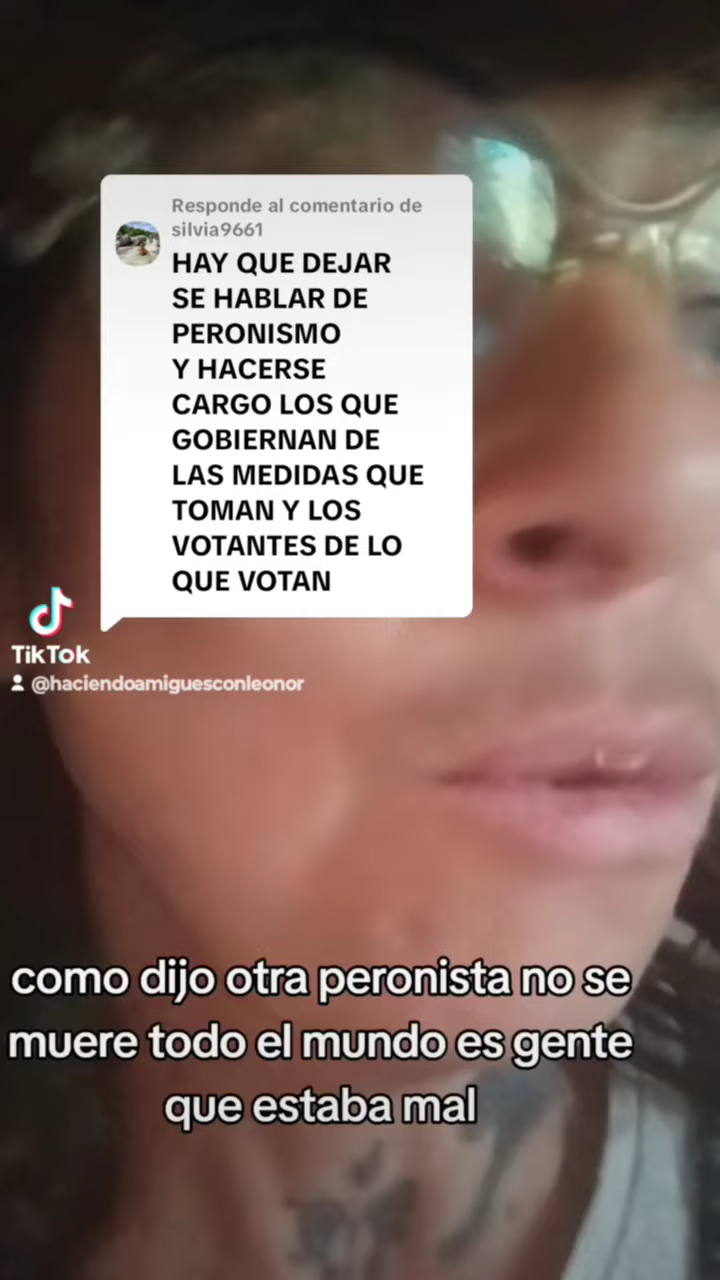 Responde al comentario de
silvia9661
HAY QUE DEJAR
SE HABLAR DE
PERONISMO
Y HACERSE
CARGO LOS QUE
GOBIERNAN DE
LAS MEDIDAS QUE
TOMAN Y LOS
VOTANTES DE LO
QUE VOTAN
TikTok
@haciendoamiguesconleonor
como dijo otra peronista no se
muere todo el mundo es gente
que estaba mal